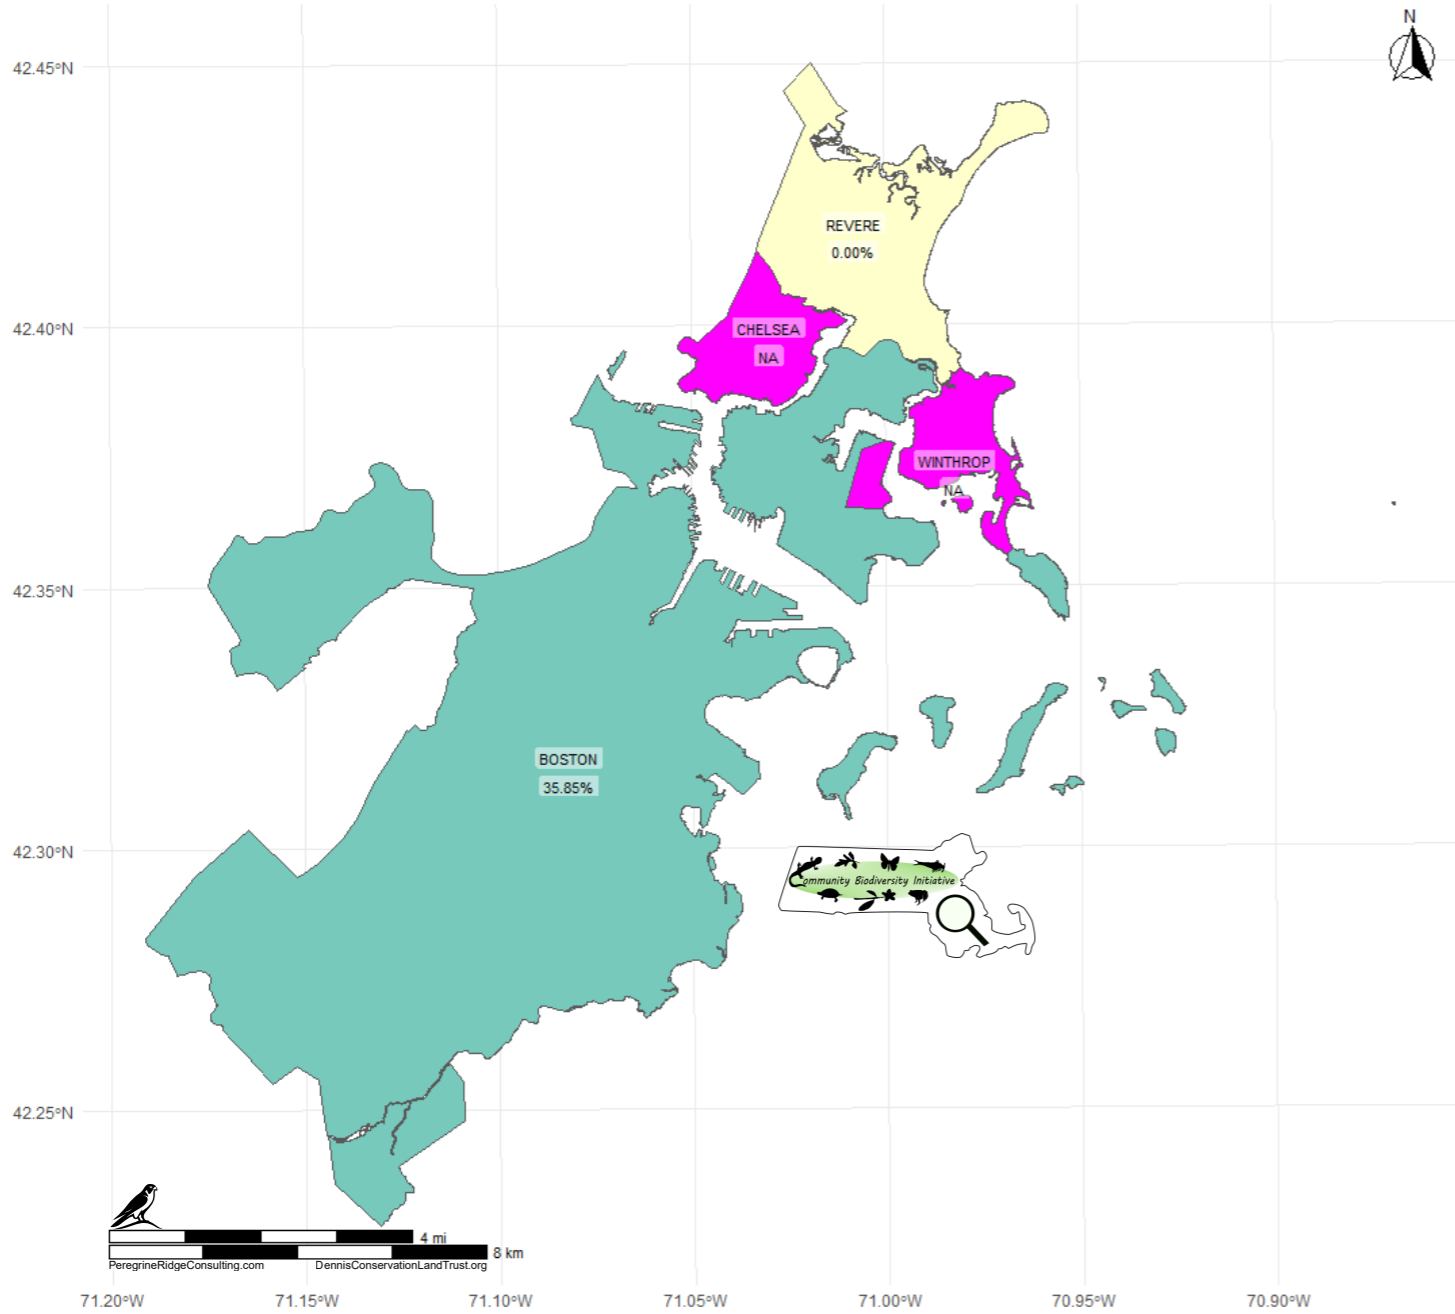 N
42.45°N
REVERE
0.00%
42.40°N
CHELSEA
NA
WINTHROP
NA
42.35°N
BOSTON
35.85%
42.30°N
Community Biodiversity Initiative
42.25°N
4 mi
8 km
PeregrineRidgeConsulting.com
DennisConservationLandTrust.org
71.20°W
71.15°W
71.10°W
71.05°W
71.00°W
70.95°W
70.90°W